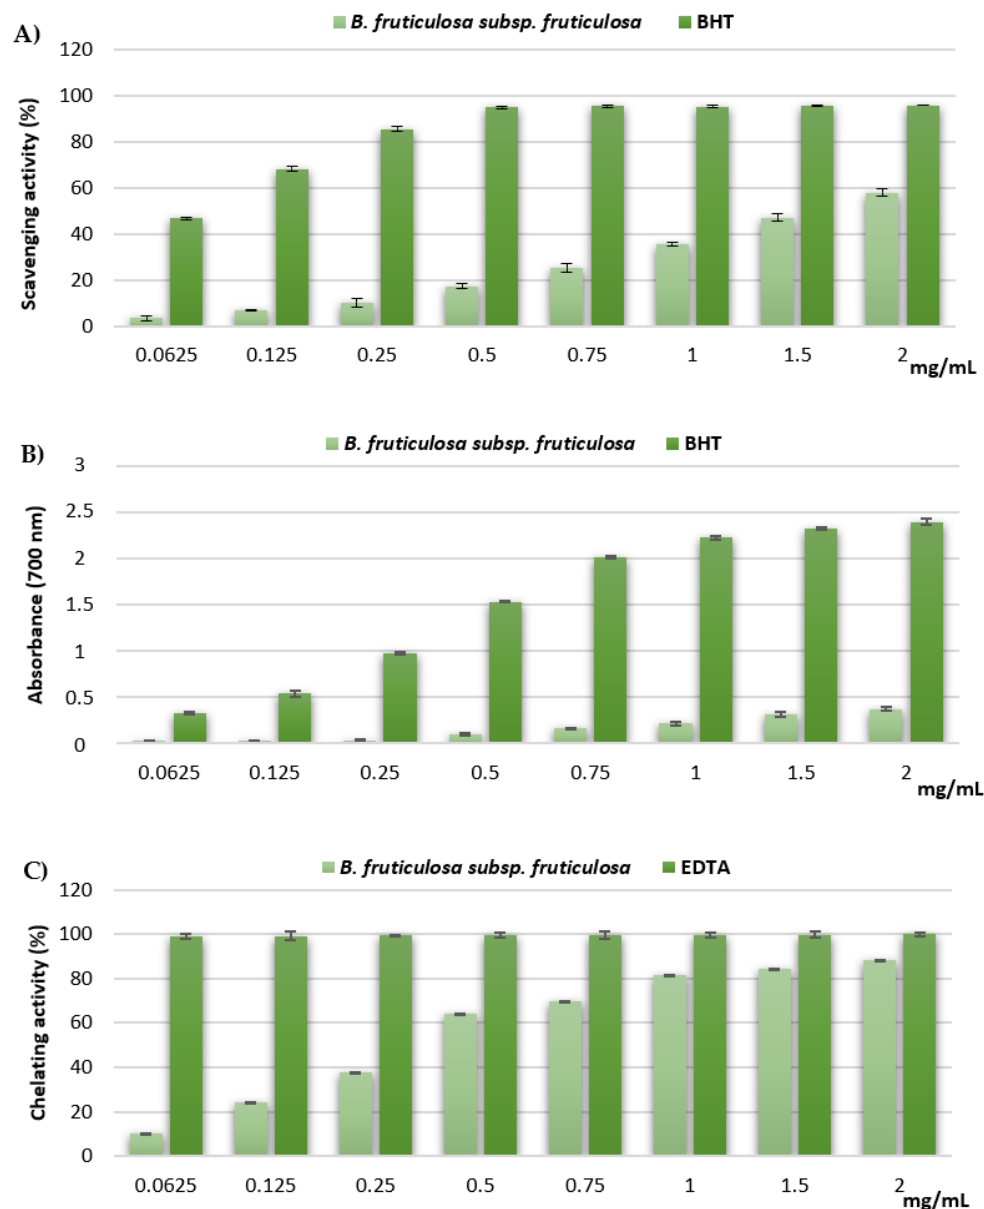 A)
B. fruticulosa subsp. fruticulosa BHT
Scavenging activity (%)
120
100
80
60
40
20
0
0.0625 0.125 0.25 0.5 0.75 1 1.5 2
mg/mL
B)
B. fruticulosa subsp. fruticulosa BHT
Absorbance (700 nm)
3
2.5
2
1.5
1
0.5
0
0.0625 0.125 0.25 0.5 0.75 1 1.5 2
mg/mL
C)
B. fruticulosa subsp. fruticulosa EDTA
Chelating activity (%)
120
100
80
60
40
20
0
0.0625 0.125 0.25 0.5 0.75 1 1.5 2
mg/mL